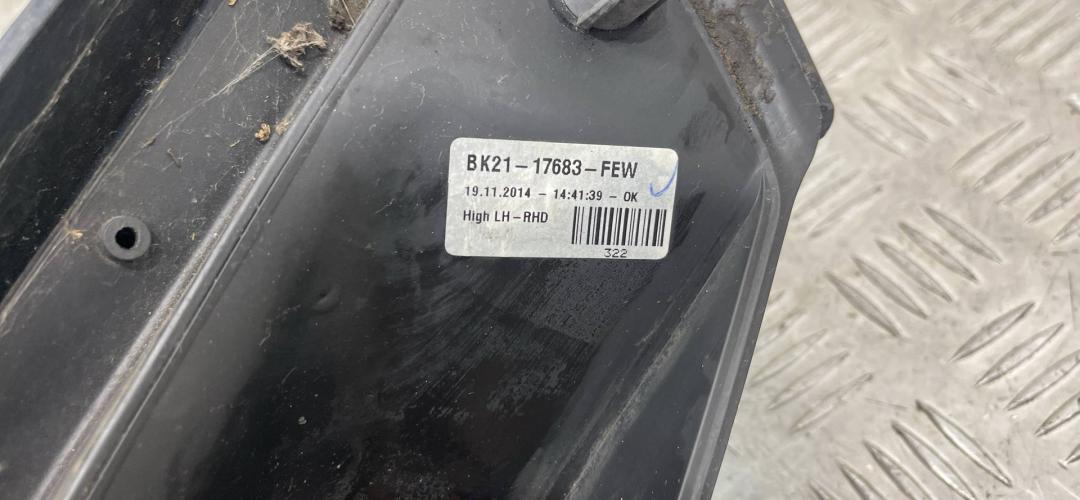 BK21-17683-FEW
19.11.2014 - 14:41:39 - OK
High LH-RHD
322